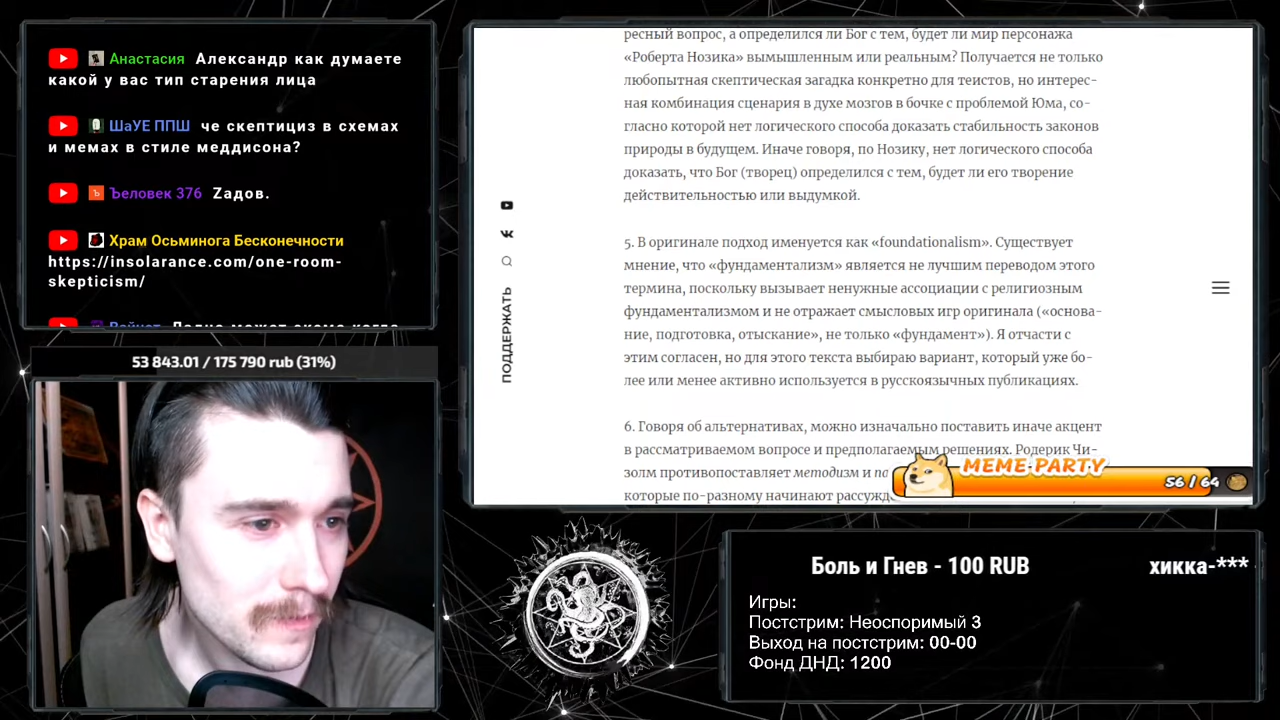 Анастасия Александр как думаете
какой у вас тип старения лица
ШаУЕ ППШ че скептициз в схемах
и мемах в стиле меддисона?
Ъеловек 376 Zадов.
Храм Осьминога Бесконечности
https://insolarance.com/one-room-
skepticism/
53 843.01 / 175 790 rub (31%)
ресный вопрос, а определился ли Бог с тем, будет ли мир персонажа
«Роберта Нозика» вымышленным или реальным? Получается не только
любопытная скептическая загадка конкретно для теистов, но интерес-
ная комбинация сценария в духе мозгов в бочке с проблемой Юма, со-
гласно которой нет логического способа доказать стабильность законов
природы в будущем. Иначе говоря, по Нозику, нет логического способа
доказать, что Бог (творец) определился с тем, будет ли его творение
действительностью или выдумкой.
5. В оригинале подход именуется как «foundationalism». Существует
мнение, что «фундаментализм» является не лучшим переводом этого
термина, поскольку вызывает ненужные ассоциации с религиозным
фундаментализмом и не отражает смысловых игр оригинала («основа-
ние, подготовка, отыскание», не только «фундамент»). Я отчасти с
этим согласен, но для этого текста выбираю вариант, который уже бо-
лее или менее активно используется в русскоязычных публикациях.
6. Говоря об альтернативах, можно изначально поставить иначе акцент
в рассматриваемом вопросе и предполагаемым решениях. Родерик Чи-
золм противопоставляет методизм и
которые по-разному начинают
ПОДДЕРЖАТЬ
MEME PARTY
56 / 64
Боль и Гнев - 100 RUB
хикка-***
Игры:
Постстрим: Неоспоримый 3
Выход на постстрим: 00-00
Фонд ДНД: 1200